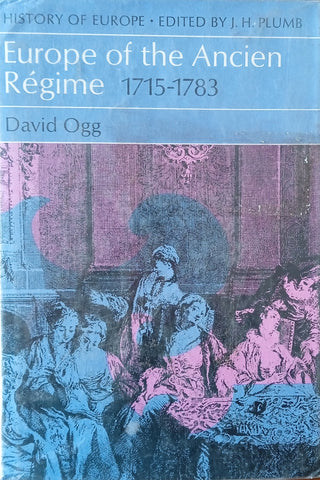 HISTORY OF EUROPE · EDITED BY J. H. PLUMB
Europe of the Ancien
Régime 1715-1783
David Ogg